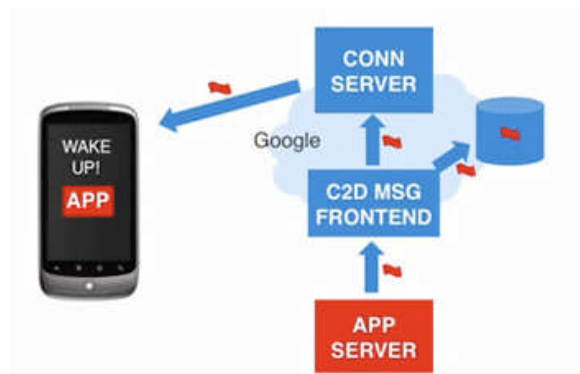 CONN
SERVER
Google
WAKE
UP!
APP
C2D MSG
FRONTEND
APP
SERVER